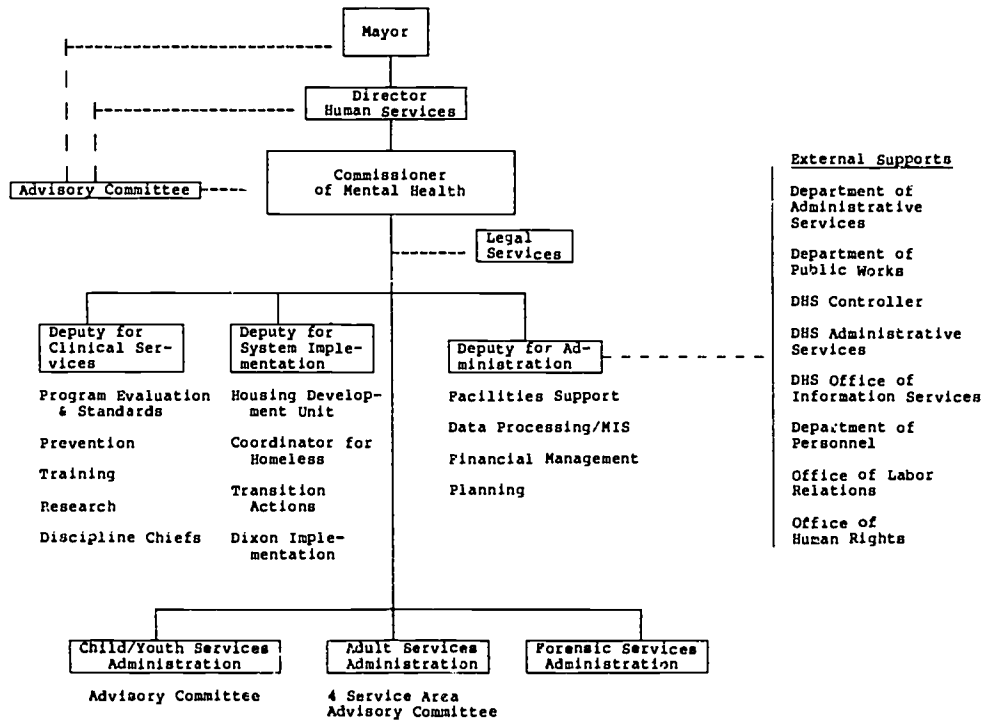 Mayor
Director
Human Services
Commissioner
of Mental Health
Advisory Committee
Legal
Services
External Supports
Department of
Administrative
Services
Department of
Public Works
DHS Controller
DHS Administrative
Services
DHS Office of
Information Services
Department of
Personnel
Office of Labor
Relations
Office of
Human Rights
Deputy for
Clinical Ser-
vices
Program Evaluation
& Standards
Prevention
Training
Research
Discipline Chiefs
Deputy for
System Imple-
mentation
Housing Develop-
ment Unit
Coordinator for
Homeless
Transition
Actions
Dixon Imple-
mentation
Deputy for Ad-
ministration
Facilities Support
Data Processing/MIS
Financial Management
Planning
Child/Youth Services
Administration
Advisory Committee
Adult Services
Administration
4 Service Area
Advisory Committee
Forensic Services
Administration